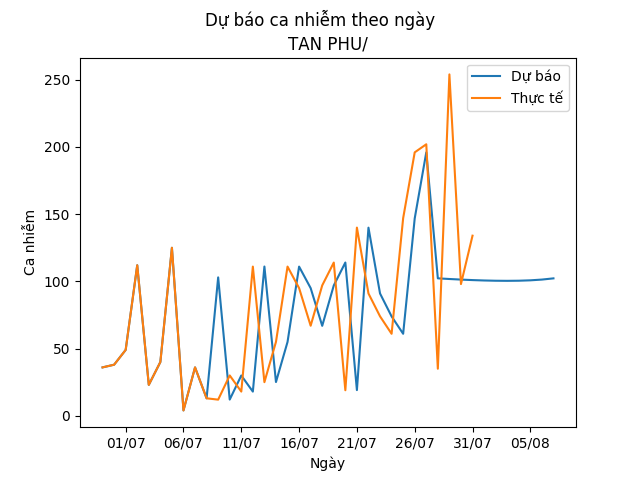 Dự báo ca nhiễm theo ngày
TAN PHU/
Dự báo
Thực tế
250
200
150
100
50
0
Ca nhiễm
01/07 06/07 11/07 16/07 21/07 26/07 31/07 05/08
Ngày